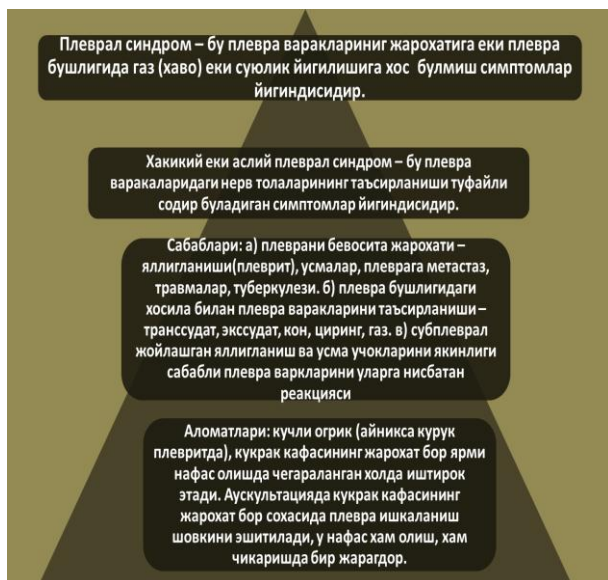 Плеврал синдром – бу плевра варакларининг жарохатига еки плевра
бушлигида газ (хаво) еки суюлик йигилишига хос  булмиш симптомлар
йигиндисидир.
Хакикий еки аслий плеврал синдром – бу плевра
варакаларидаги нерв толаларининг таъсирланиши туфайли
содир буладиган симптомлар йигиндисидир.
Сабаблари: а) плеврани бевосита жарохати –
яллигланиши(плеврит), усмалар, плеврага метастаз,
травмалар, туберкулези. б) плевра бушлигидаги
хосила билан плевра варакларини таъсирланиши –
транссудат, экссудат, кон, циринг, газ. в) субплеврал
жойлашган яллигланиш ва усма учокларини якинлиги
сабабли плевра варкларини уларга нисбатан
реакцияси
Аломатлари: кучли огрик (айникса курук
плевритда), кукрак кафасининг жарохат бор ярми
нафас олишда чегараланган холда иштирок
этади. Аускультацияда кукрак кафасининг
жарохат бор сохасида плевра ишкаланиш
шовкини эшитилади, у нафас хам олиш, хам
чикаришда бир жарагдор.